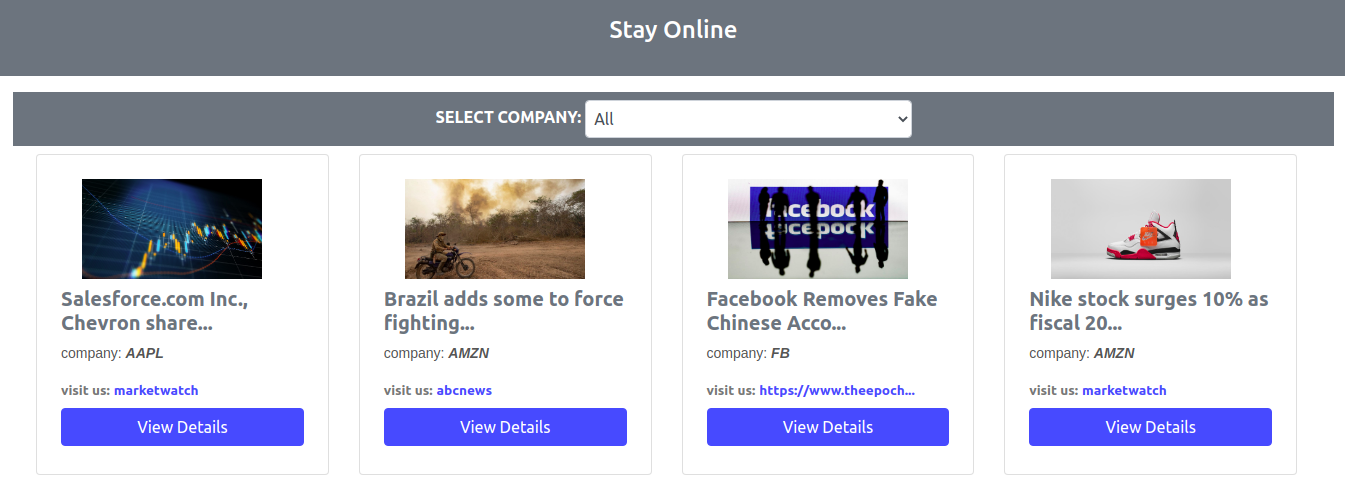 Stay Online
SELECT COMPANY: All
facebook
facebook
Salesforce.com Inc.,
Chevron share...
company: AAPL
visit us: marketwatch
View Details
Brazil adds some to force
fighting...
company: AMZN
visit us: abcnews
View Details
Facebook Removes Fake
Chinese Acco...
company: FB
visit us: https://www.theepoch...
View Details
Nike stock surges 10% as
fiscal 20...
company: AMZN
visit us: marketwatch
View Details